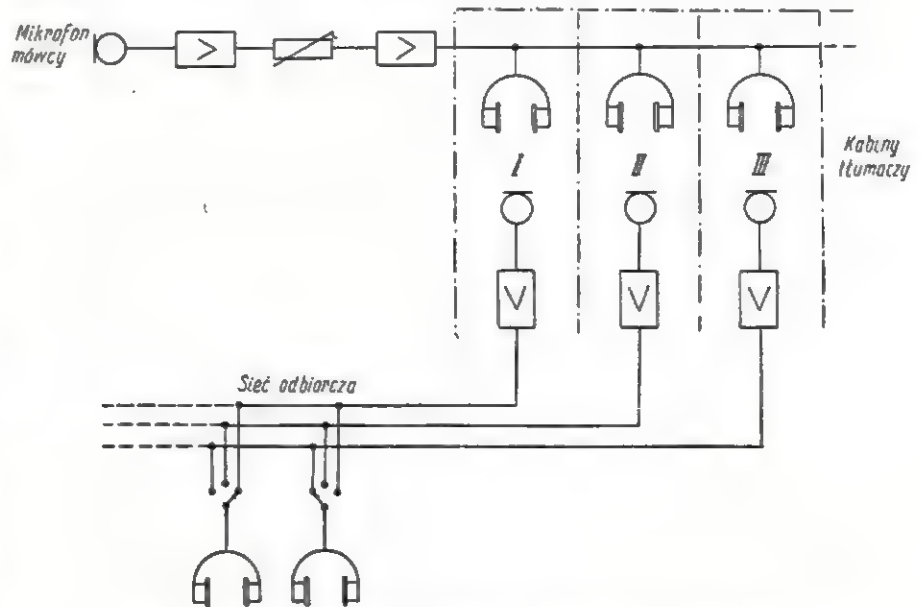 Mikrofon
mówcy
I
II
III
Kabiny
tłumaczy
Sieć odbiorcza